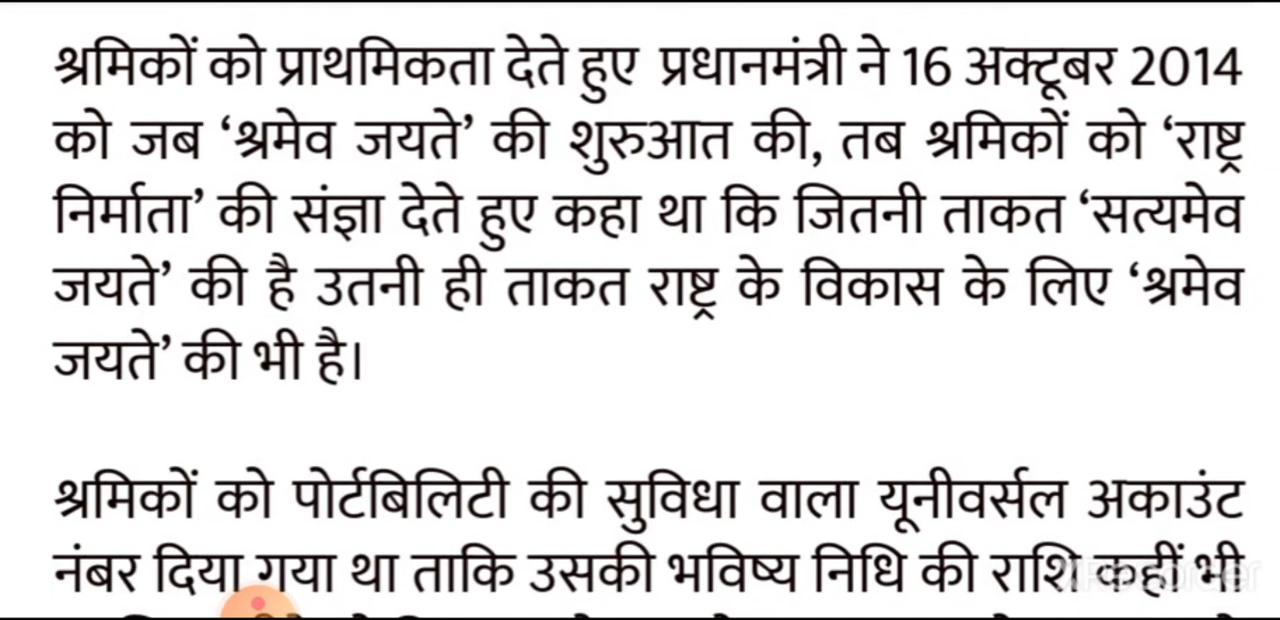 श्रमिकों को प्राथमिकता देते हुए प्रधानमंत्री ने 16 अक्टूबर 2014
को जब ‘श्रमेव जयते’ की शुरुआत की, तब श्रमिकों को ‘राष्ट्र
निर्माता’ की संज्ञा देते हुए कहा था कि जितनी ताकत ‘सत्यमेव
जयते’ की है उतनी ही ताकत राष्ट्र के विकास के लिए ‘श्रमेव
जयते’ की भी है।
श्रमिकों को पोर्टबिलिटी की सुविधा वाला यूनीवर्सल अकाउंट
नंबर दिया गया था ताकि उसकी भविष्य निधि की राशि कहीं भी
XRecorder